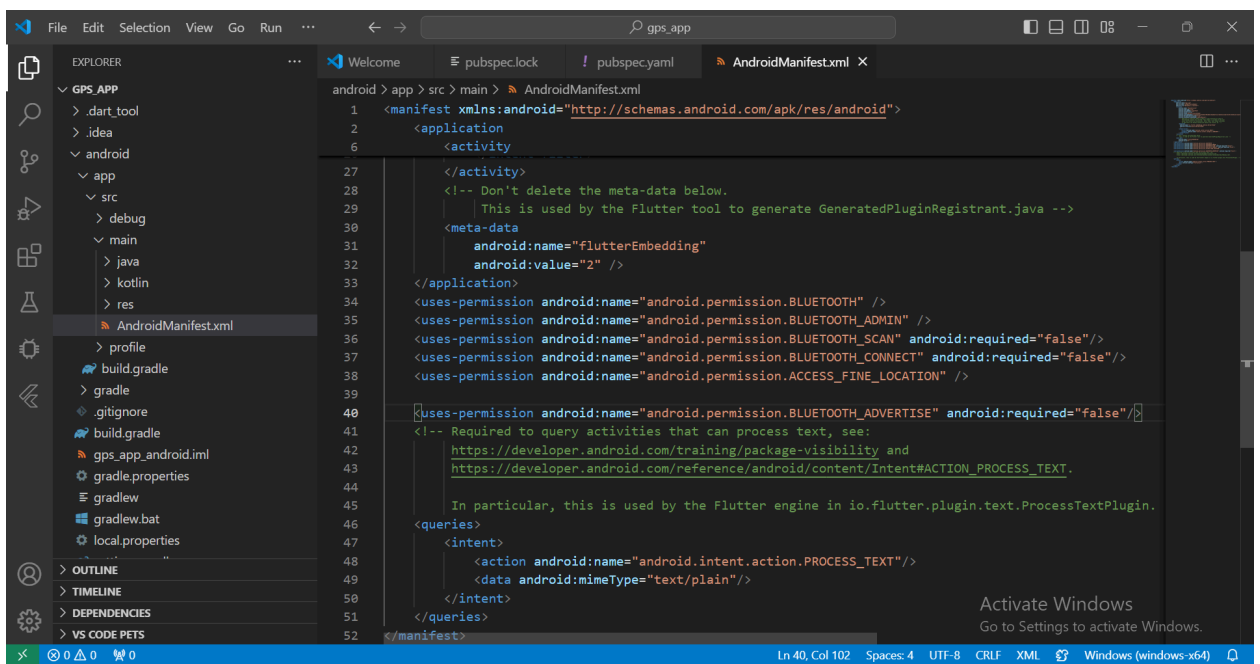 File Edit Selection View Go Run ··· ← → gps_app
EXPLORER ···
GPS_APP
.dart_tool
.idea
android
app
src
debug
main
java
kotlin
res
AndroidManifest.xml
profile
build.gradle
gradle
.gitignore
build.gradle
gps_app_android.iml
gradle.properties
gradlew
gradlew.bat
local.properties
OUTLINE
TIMELINE
DEPENDENCIES
VS CODE PETS
Welcome pubspec.lock ! pubspec.yaml AndroidManifest.xml ···
android > app > src > main > AndroidManifest.xml
1 <manifest xmlns:android="http://schemas.android.com/apk/res/android">
2 <application
6 <activity
27 </activity>
28 <!-- Don't delete the meta-data below.
29 This is used by the Flutter tool to generate GeneratedPluginRegistrant.java -->
30 <meta-data
31 android:name="flutterEmbedding"
32 android:value="2" />
33 </application>
34 <uses-permission android:name="android.permission.BLUETOOTH" />
35 <uses-permission android:name="android.permission.BLUETOOTH_ADMIN" />
36 <uses-permission android:name="android.permission.BLUETOOTH_SCAN" android:required="false"/>
37 <uses-permission android:name="android.permission.BLUETOOTH_CONNECT" android:required="false"/>
38 <uses-permission android:name="android.permission.ACCESS_FINE_LOCATION" />
39
40 <uses-permission android:name="android.permission.BLUETOOTH_ADVERTISE" android:required="false"/>
41 <!-- Required to query activities that can process text, see:
42 https://developer.android.com/training/package-visibility and
43 https://developer.android.com/reference/android/content/Intent#ACTION_PROCESS_TEXT.
44
45 In particular, this is used by the Flutter engine in io.flutter.plugin.text.ProcessTextPlugin.
46 <queries>
47 <intent>
48 <action android:name="android.intent.action.PROCESS_TEXT"/>
49 <data android:mimeType="text/plain"/>
50 </intent>
51 </queries>
52 </manifest>
Activate Windows
Go to Settings to activate Windows.
0 0 0 Ln 40, Col 102 Spaces: 4 UTF-8 CRLF XML Windows (windows-x64)